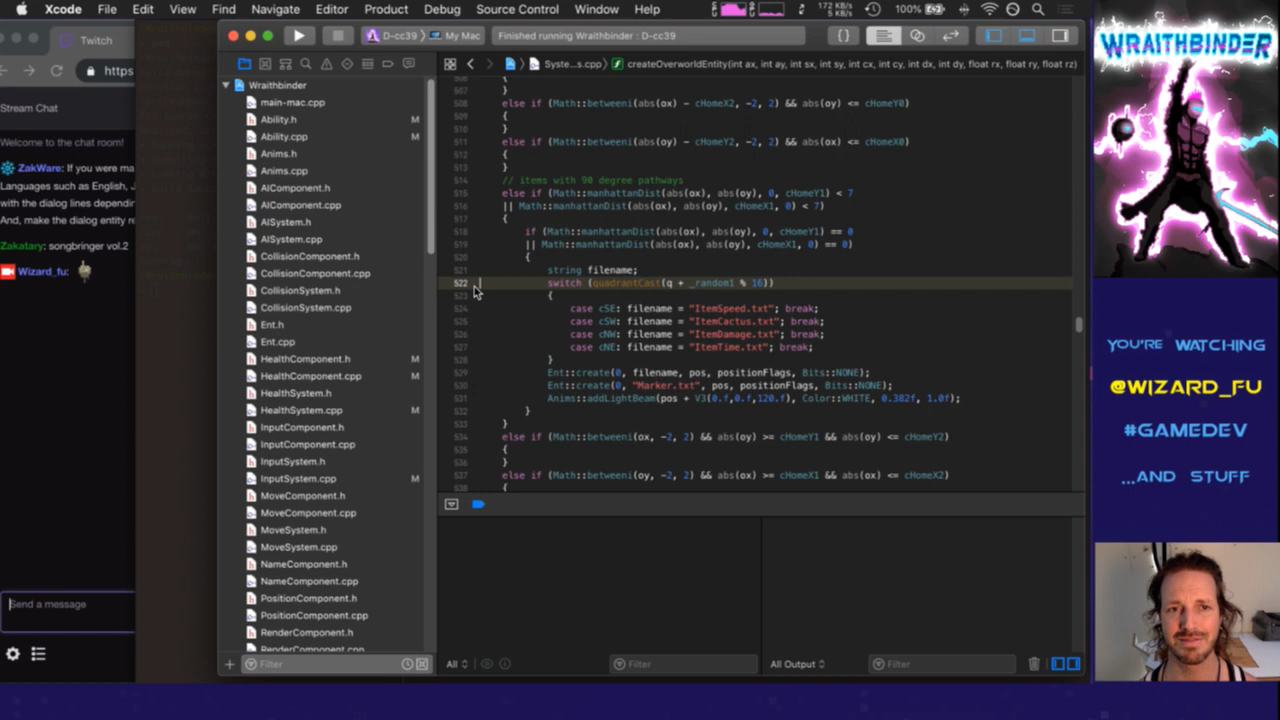 Xcode File Edit View Find Navigate Editor Product Debug Source Control Window Help 172 KB/s 5 KB/s 100%
Twitch
https
Stream Chat
Welcome to the chat room!
ZakWare: If you were ma
Languages such as English, J
with the dialog lines dependin
And, make the dialog entity re
Zakatary: songbringer vol.2
Wizard_fu:
Send a message
D-cc39 My Mac
Finished running Wraithbinder : D-cc39
Wraithbinder
main-mac.cpp
Ability.h M
Ability.cpp M
Anims.h
Anims.cpp
AIComponent.h
AIComponent.cpp
AISystem.h
AISystem.cpp
CollisionComponent.h
CollisionComponent.cpp
CollisionSystem.h
CollisionSystem.cpp
Ent.h
Ent.cpp
HealthComponent.h M
HealthComponent.cpp M
HealthSystem.h
HealthSystem.cpp M
InputComponent.h
InputComponent.cpp
InputSystem.h
InputSystem.cpp M
MoveComponent.h
MoveComponent.cpp
MoveSystem.h
MoveSystem.cpp
NameComponent.h
NameComponent.cpp
PositionComponent.h
PositionComponent.cpp
RenderComponent.h
RenderComponent.cpp
Filter
Syste...s.cpp createOverworldEntity(int ax, int ay, int sx, int sy, int cx, int cy, int dx, int dy, float rx, float ry, float rz)
507 }
508 else if (Math::betweeni(abs(ox) - cHomeX2, -2, 2) && abs(oy) <= cHomeY0)
509 {
510 }
511 else if (Math::betweeni(abs(oy) - cHomeY2, -2, 2) && abs(ox) <= cHomeX0)
512 {
513 }
514 // items with 90 degree pathways
515 else if (Math::manhattanDist(abs(ox), abs(oy), 0, cHomeY1) < 7
516 || Math::manhattanDist(abs(ox), abs(oy), cHomeX1, 0) < 7)
517 {
518 if (Math::manhattanDist(abs(ox), abs(oy), 0, cHomeY1) == 0
519 || Math::manhattanDist(abs(ox), abs(oy), cHomeX1, 0) == 0)
520 {
521 string filename;
522 switch (quadrantCast(q + _random1 % 16))
523 {
524 case cSE: filename = "ItemSpeed.txt"; break;
525 case cSW: filename = "ItemCactus.txt"; break;
526 case cNW: filename = "ItemDamage.txt"; break;
527 case cNE: filename = "ItemTime.txt"; break;
528 }
529 Ent::create(0, filename, pos, positionFlags, Bits::NONE);
530 Ent::create(0, "Marker.txt", pos, positionFlags, Bits::NONE);
531 Anims::addLightBeam(pos + V3(0.f,0.f,120.f), Color::WHITE, 0.382f, 1.0f);
532 }
533 }
534 else if (Math::betweeni(ox, -2, 2) && abs(oy) >= cHomeY1 && abs(oy) <= cHomeY2)
535 {
536 }
537 else if (Math::betweeni(oy, -2, 2) && abs(ox) >= cHomeX1 && abs(ox) <= cHomeX2)
538 {
All Filter All Output Filter
WRAITHBINDER
YOU'RE WATCHING
@WIZARD_FU
#GAMEDEV
...AND STUFF